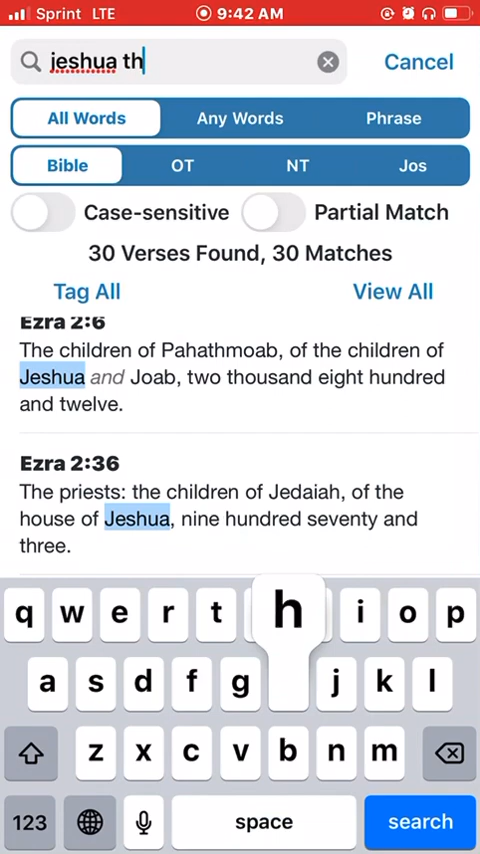 Sprint LTE 9:42 AM
jeshua th Cancel
All Words Any Words Phrase
Bible OT NT Jos
Case-sensitive Partial Match
30 Verses Found, 30 Matches
Tag All View All
Ezra 2:6
The children of Pahathmoab, of the children of
Jeshua and Joab, two thousand eight hundred
and twelve.
Ezra 2:36
The priests: the children of Jedaiah, of the
house of Jeshua, nine hundred seventy and
three.
q w e r t h i o p
a s d f g j k l
z x c v b n m
123 space search